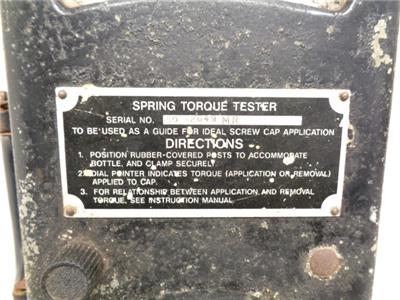 SPRING TORQUE TESTER
SERIAL NO. MR
TO BE USED AS A GUIDE FOR IDEAL SCREW CAP APPLICATION
DIRECTIONS
1. POSITION RUBBER-COVERED POSTS TO ACCOMMODATE
BOTTLE, AND CLAMP SECURELY.
2. DIAL POINTER INDICATES TORQUE (APPLICATION OR REMOVAL)
APPLIED TO CAP.
3. FOR RELATIONSHIP BETWEEN APPLICATION AND REMOVAL
TORQUE, SEE INSTRUCTION MANUAL.